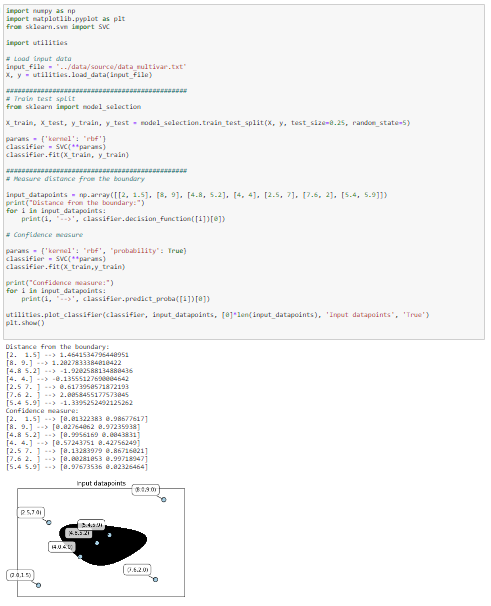 import numpy as np
import matplotlib.pyplot as plt
from sklearn.svm import SVC
import utilities
# Load input data
input_file = '../data/source/data_multivar.txt'
X, y = utilities.load_data(input_file)
###############################################
# Train test split
from sklearn import model_selection
X_train, X_test, y_train, y_test = model_selection.train_test_split(X, y, test_size=0.25, random_state=5)
params = {'kernel': 'rbf'}
classifier = SVC(**params)
classifier.fit(X_train, y_train)
###############################################
# Measure distance from the boundary
input_datapoints = np.array([[2, 1.5], [8, 9], [4.8, 5.2], [4, 4], [2.5, 7], [7.6, 2], [5.4, 5.9]])
print("Distance from the boundary:")
for i in input_datapoints:
    print(i, '-->', classifier.decision_function([i])[0])
# Confidence measure
params = {'kernel': 'rbf', 'probability': True}
classifier = SVC(**params)
classifier.fit(X_train,y_train)
print("Confidence measure:")
for i in input_datapoints:
    print(i, '-->', classifier.predict_proba([i])[0])
utilities.plot_classifier(classifier, input_datapoints, [0]*len(input_datapoints), 'Input datapoints', 'True')
plt.show()
Distance from the boundary:
[2.  1.5] --> 1.4641534796440951
[8. 9.] --> 1.2027833384010422
[4.8 5.2] --> -1.9202588134880436
[4. 4.] --> -0.13555127690004642
[2.5 7. ] --> 0.6173950571872193
[7.6 2. ] --> 2.0058455177573045
[5.4 5.9] --> -1.3395252492125262
Confidence measure:
[2.  1.5] --> [0.01322383 0.98677617]
[8. 9.] --> [0.02764062 0.97235938]
[4.8 5.2] --> [0.9956169 0.0043831]
[4. 4.] --> [0.57243751 0.42756249]
[2.5 7. ] --> [0.13283979 0.86716021]
[7.6 2. ] --> [0.00281053 0.99718947]
[5.4 5.9] --> [0.97673536 0.02326464]
Input datapoints
(8.0,9.0)
(2.5,7.0)
(5.4,5.9)
(4.8,5.2)
(4.0,4.0)
(7.6,2.0)
(2.0,1.5)